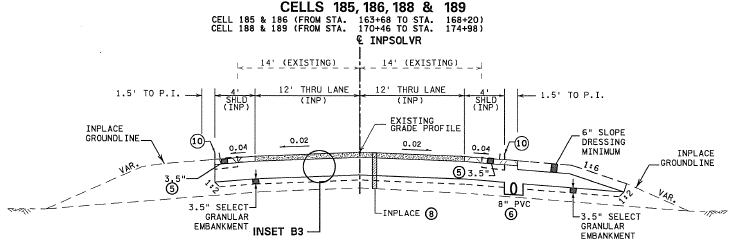 CELLS 185, 186, 188 & 189
CELL 185 & 186 (FROM STA. 163+68 TO STA. 168+20)
CELL 188 & 189 (FROM STA. 170+46 TO STA. 174+98)
℄ INPSOLVR
14' (EXISTING) 14' (EXISTING)
1.5' TO P.I. 4' SHLD (INP) 12' THRU LANE (INP) 12' THRU LANE (INP) 4' SHLD (INP) 1.5' TO P.I.
EXISTING GRADE PROFILE
6" SLOPE DRESSING MINIMUM
INPLACE GROUNDLINE
INPLACE GROUNDLINE
10 0.04 0.02 0.02 0.04 10
VAR. 3.5" 5 1:2 5 3.5" 1:6 1:2 VAR.
3.5" SELECT GRANULAR EMBANKMENT
INSET B3
INPLACE 8
8" PVC 6
3.5" SELECT GRANULAR EMBANKMENT